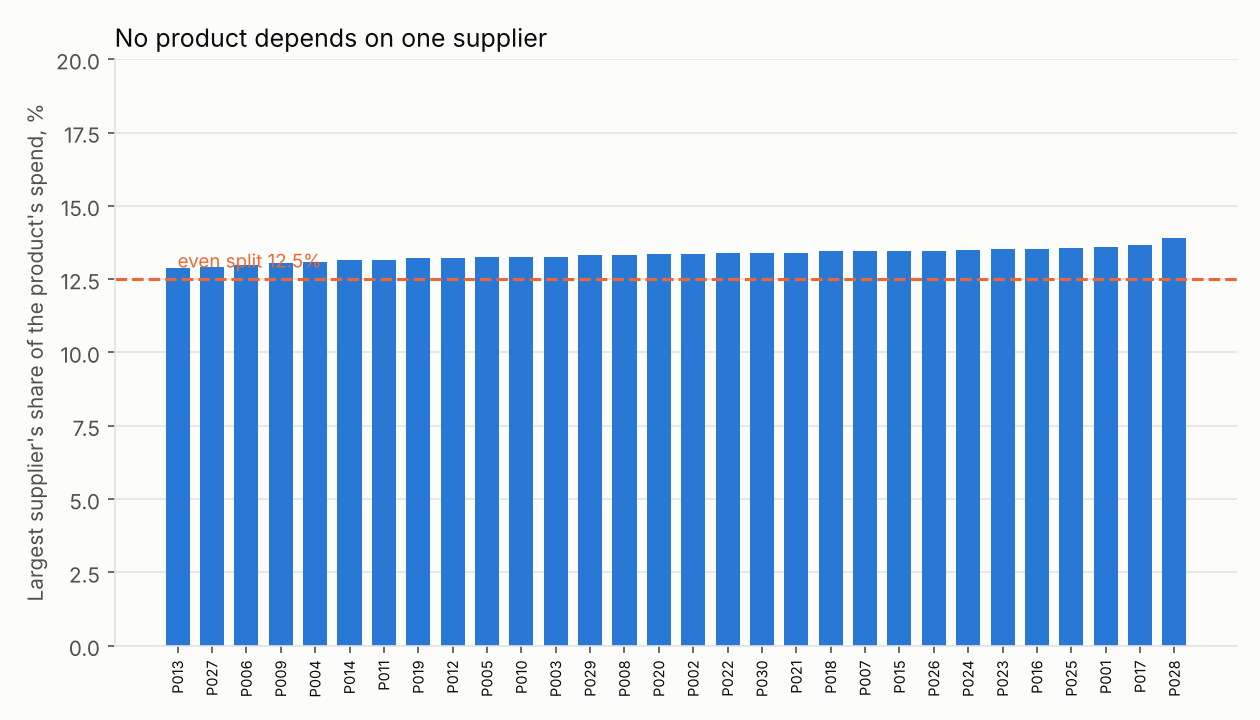 No product depends on one supplier
Largest supplier's share of the product's spend, %
20.0
17.5
15.0
12.5
10.0
7.5
5.0
2.5
0.0
even split 12.5%
P013
P027
P006
P009
P004
P014
P011
P019
P012
P005
P010
P003
P029
P008
P020
P002
P022
P030
P021
P018
P007
P015
P026
P024
P023
P016
P025
P001
P017
P028